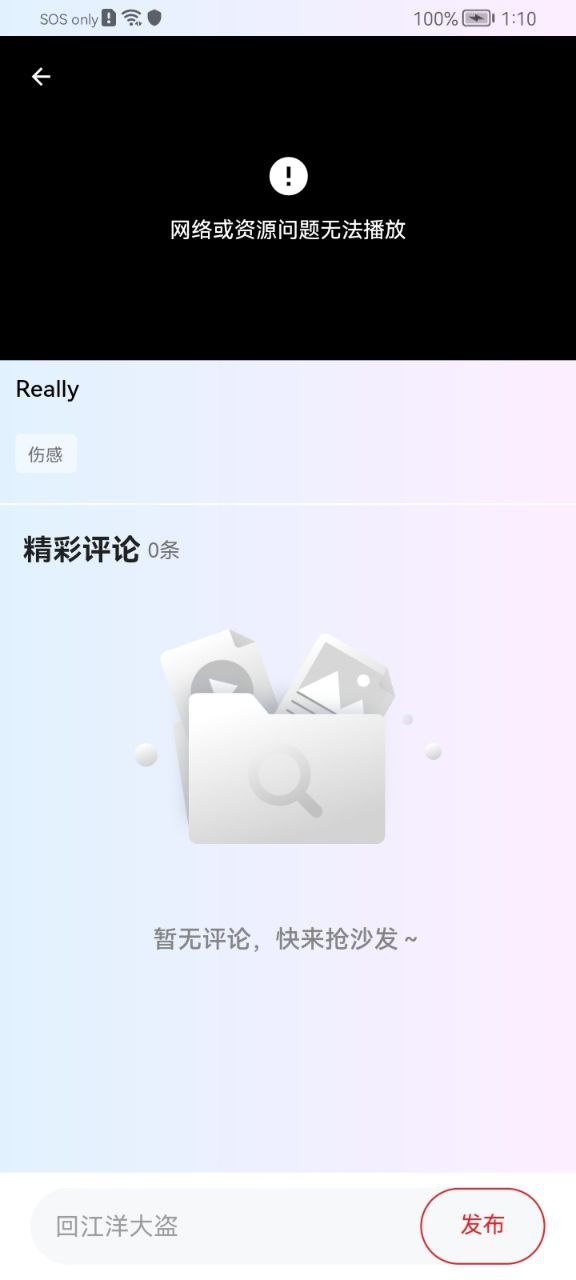 SOS only
100% 1:10
网络或资源问题无法播放
Really
伤感
精彩评论 0条
暂无评论，快来抢沙发~
回江洋大盗
发布